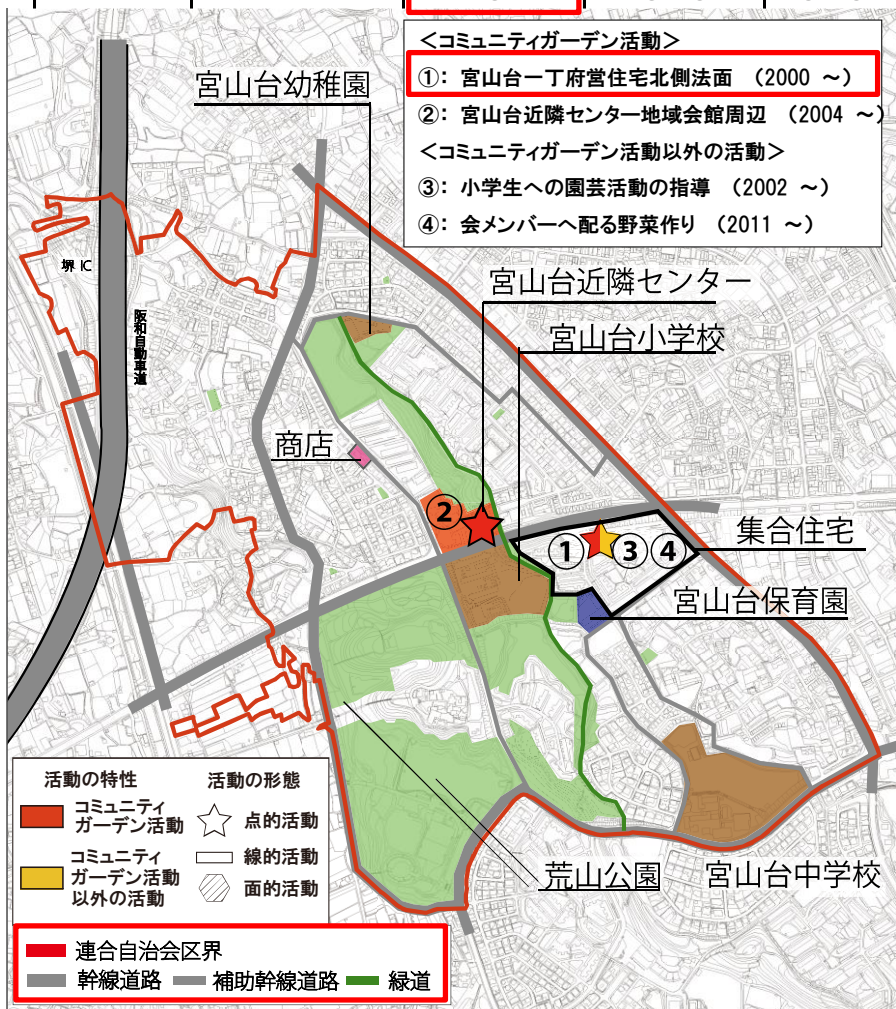 <コミュニティガーデン活動>
①: 宮山台一丁府営住宅北側法面 (2000 ～)
②: 宮山台近隣センター地域会館周辺 (2004 ～)
<コミュニティガーデン活動以外の活動>
③: 小学生への園芸活動の指導 (2002 ～)
④: 会メンバーへ配る野菜作り (2011 ～)
宮山台幼稚園
堺 IC
阪和自動車道
宮山台近隣センター
宮山台小学校
商店
②
①
③
④
集合住宅
宮山台保育園
荒山公園
宮山台中学校
活動の特性
コミュニティ
ガーデン活動
コミュニティ
ガーデン活動
以外の活動
活動の形態
点的活動
線的活動
面的活動
連合自治会区界
幹線道路 補助幹線道路 緑道